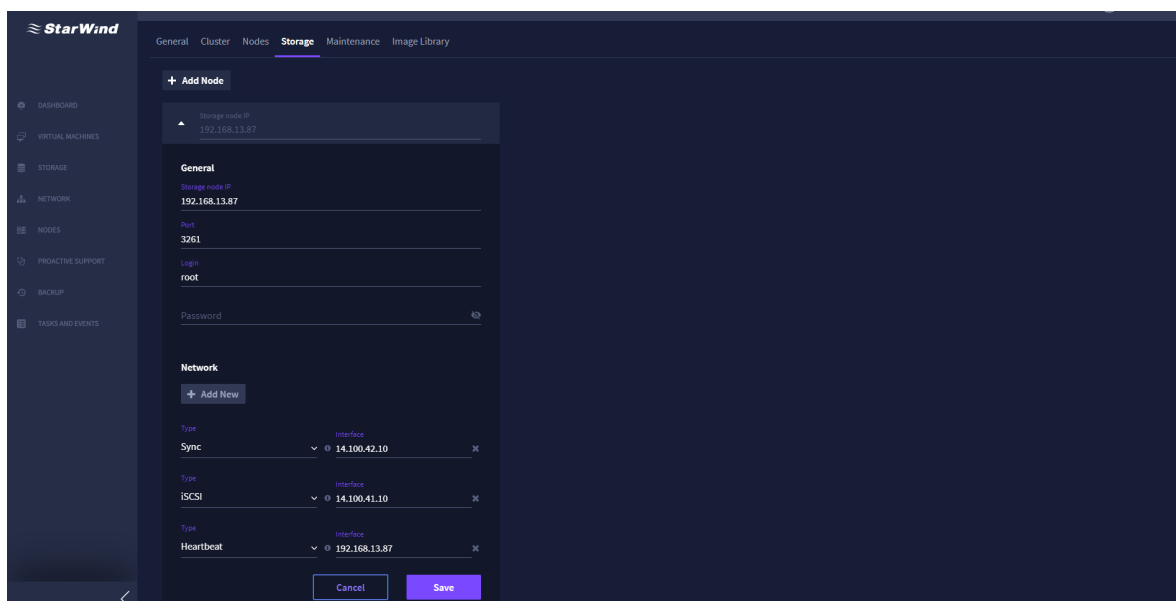 StarWind
General Cluster Nodes Storage Maintenance Image Library
+ Add Node
DASHBOARD
VIRTUAL MACHINES
STORAGE
NETWORK
NODES
PROACTIVE SUPPORT
BACKUP
TASKS AND EVENTS
Storage node IP
192.168.13.87
General
Storage node IP
192.168.13.87
Port
3261
Login
root
Password
Network
+ Add New
Type Interface
Sync 14.100.42.10
Type Interface
iSCSI 14.100.41.10
Type Interface
Heartbeat 192.168.13.87
Cancel Save